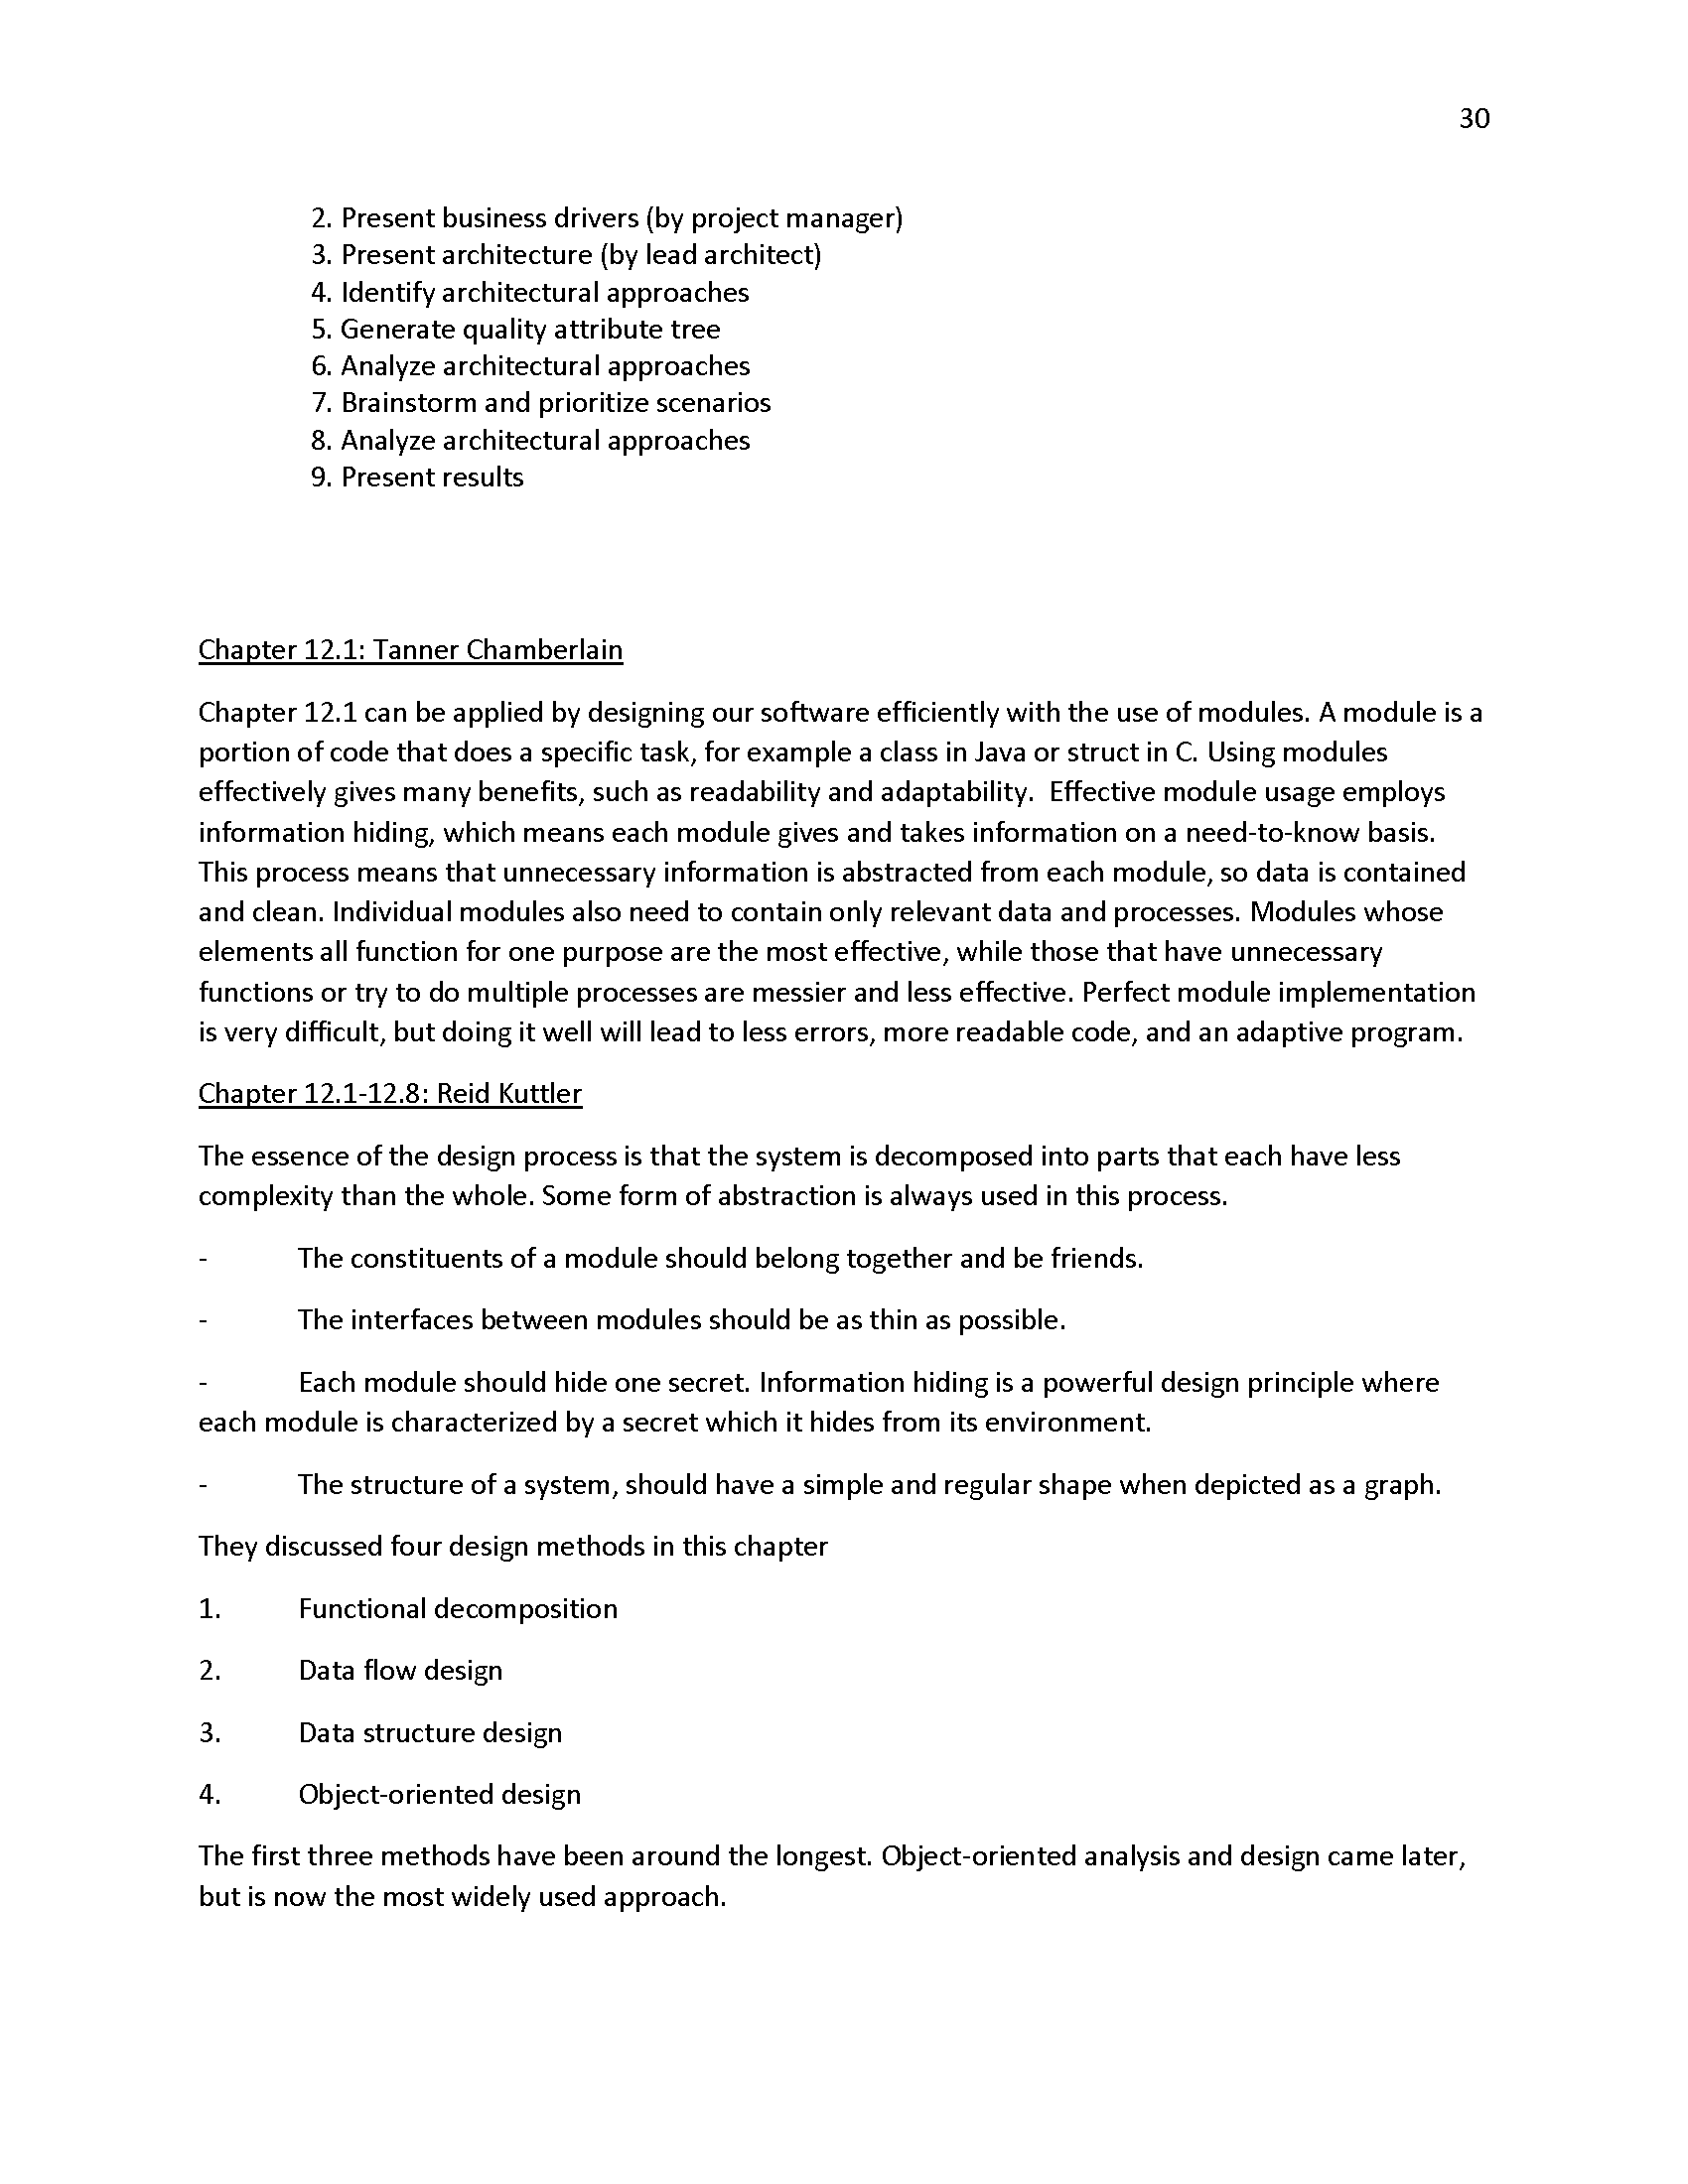 30
2. Present business drivers (by project manager)
3. Present architecture (by lead architect)
4. Identify architectural approaches
5. Generate quality attribute tree
6. Analyze architectural approaches
7. Brainstorm and prioritize scenarios
8. Analyze architectural approaches
9. Present results
Chapter 12.1: Tanner Chamberlain
Chapter 12.1 can be applied by designing our software efficiently with the use of modules. A module is a
portion of code that does a specific task, for example a class in Java or struct in C. Using modules
effectively gives many benefits, such as readability and adaptability.  Effective module usage employs
information hiding, which means each module gives and takes information on a need-to-know basis.
This process means that unnecessary information is abstracted from each module, so data is contained
and clean. Individual modules also need to contain only relevant data and processes. Modules whose
elements all function for one purpose are the most effective, while those that have unnecessary
functions or try to do multiple processes are messier and less effective. Perfect module implementation
is very difficult, but doing it well will lead to less errors, more readable code, and an adaptive program.
Chapter 12.1-12.8: Reid Kuttler
The essence of the design process is that the system is decomposed into parts that each have less
complexity than the whole. Some form of abstraction is always used in this process.
- The constituents of a module should belong together and be friends.
- The interfaces between modules should be as thin as possible.
- Each module should hide one secret. Information hiding is a powerful design principle where
each module is characterized by a secret which it hides from its environment.
- The structure of a system, should have a simple and regular shape when depicted as a graph.
They discussed four design methods in this chapter
1. Functional decomposition
2. Data flow design
3. Data structure design
4. Object-oriented design
The first three methods have been around the longest. Object-oriented analysis and design came later,
but is now the most widely used approach.